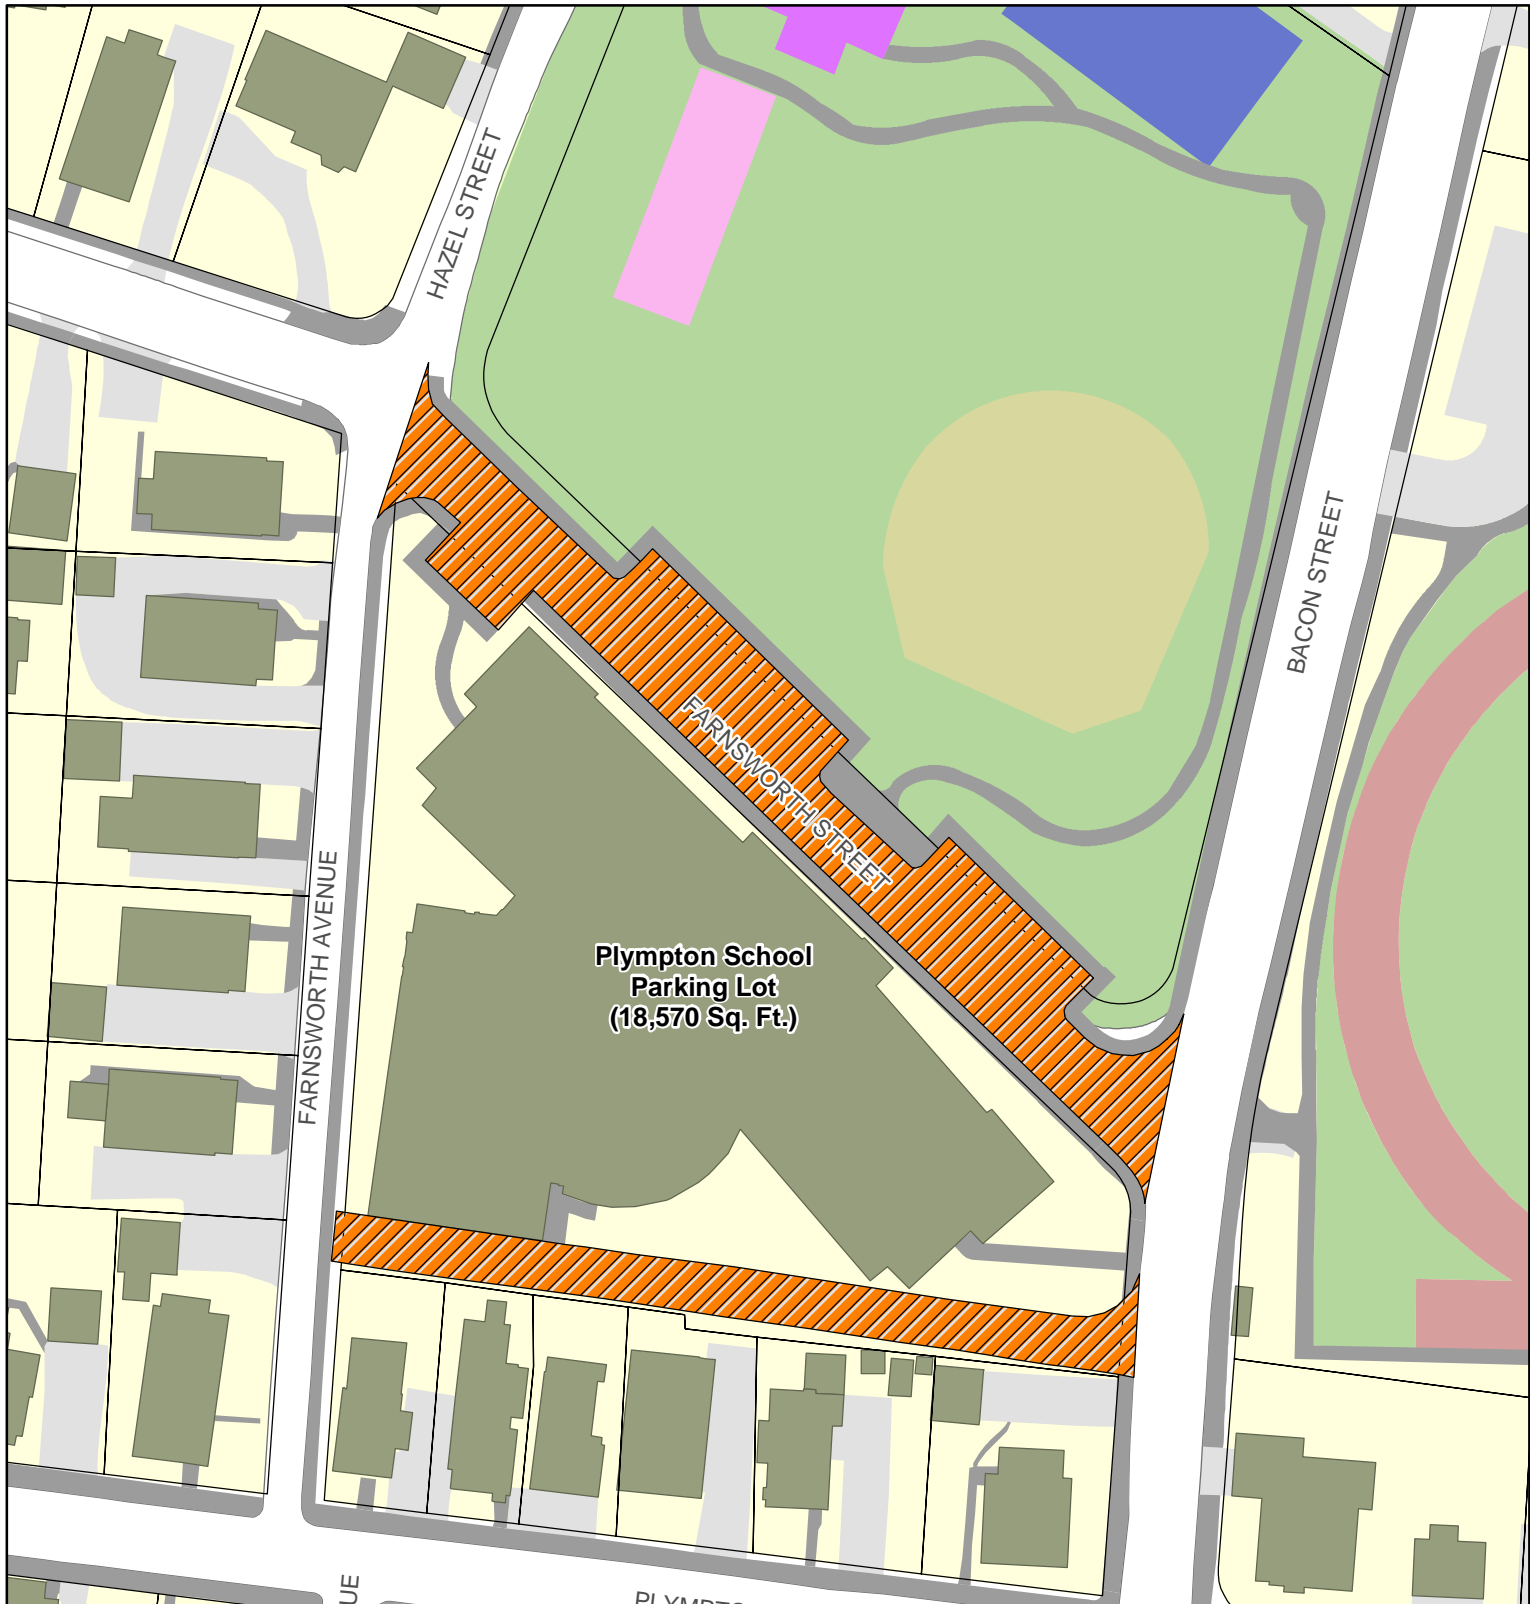 HAZEL STREET
BACON STREET
FARNSWORTH STREET
FARNSWORTH AVENUE
Plympton School
Parking Lot
(18,570 Sq. Ft.)